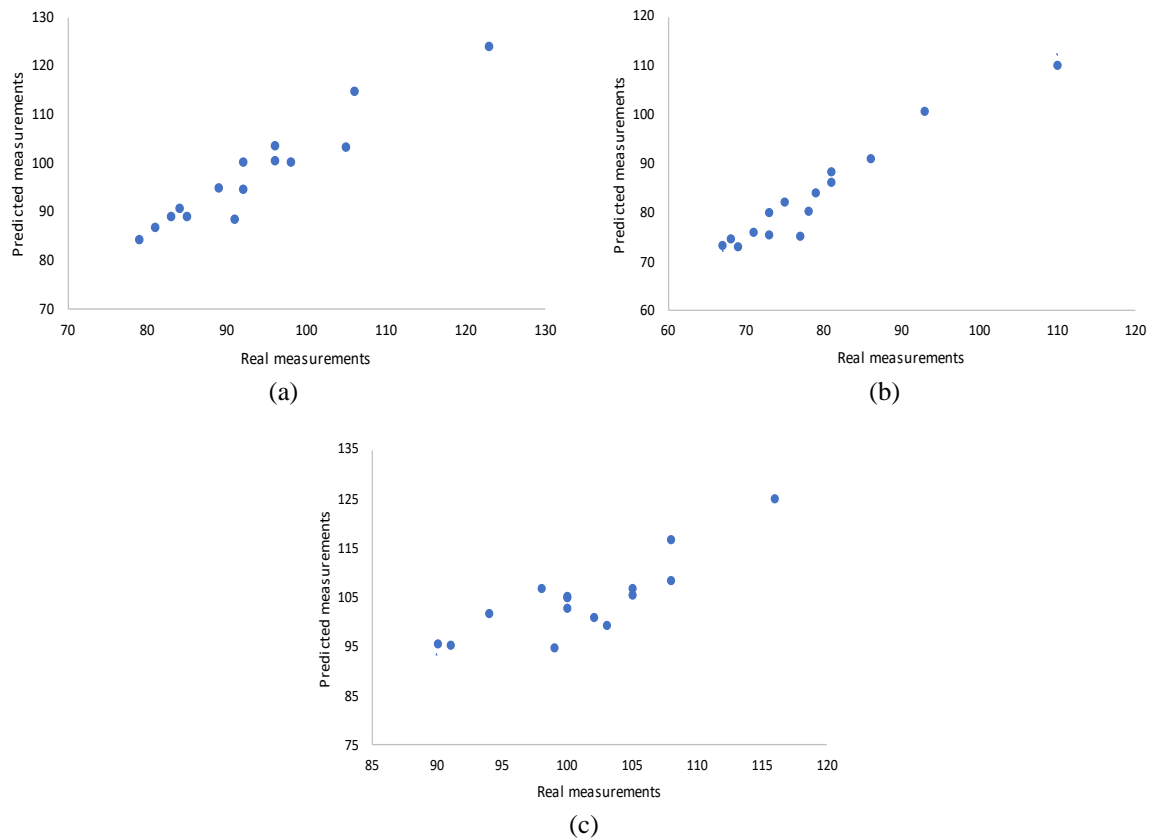 130
120
110
100
90
80
70
Predicted measurements
70 80 90 100 110 120 130
Real measurements
(a)
120
110
100
90
80
70
60
Predicted measurements
60 70 80 90 100 110 120
Real measurements
(b)
135
125
115
105
95
85
75
Predicted measurements
85 90 95 100 105 110 115 120
Real measurements
(c)